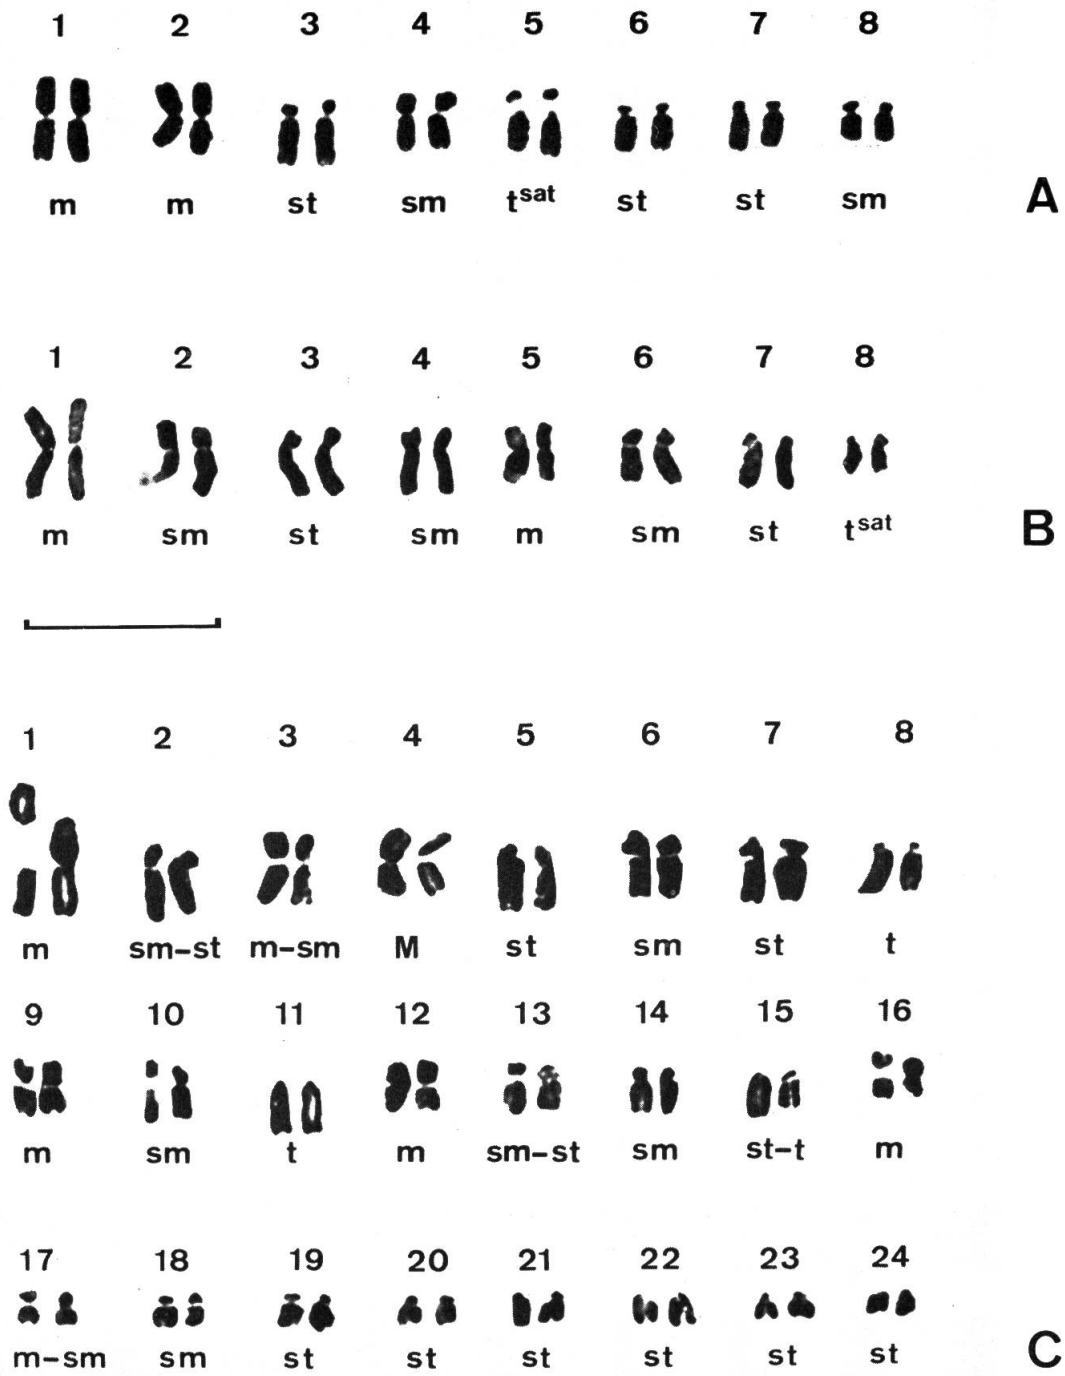 1 2 3 4 5 6 7 8
m m st sm t^sat st st sm
A
1 2 3 4 5 6 7 8
m sm st sm m sm st t^sat
B
1 2 3 4 5 6 7 8
m sm-st m-sm M st sm st t
9 10 11 12 13 14 15 16
m sm t m sm-st sm st-t m
17 18 19 20 21 22 23 24
m-sm sm st st st st st st
C